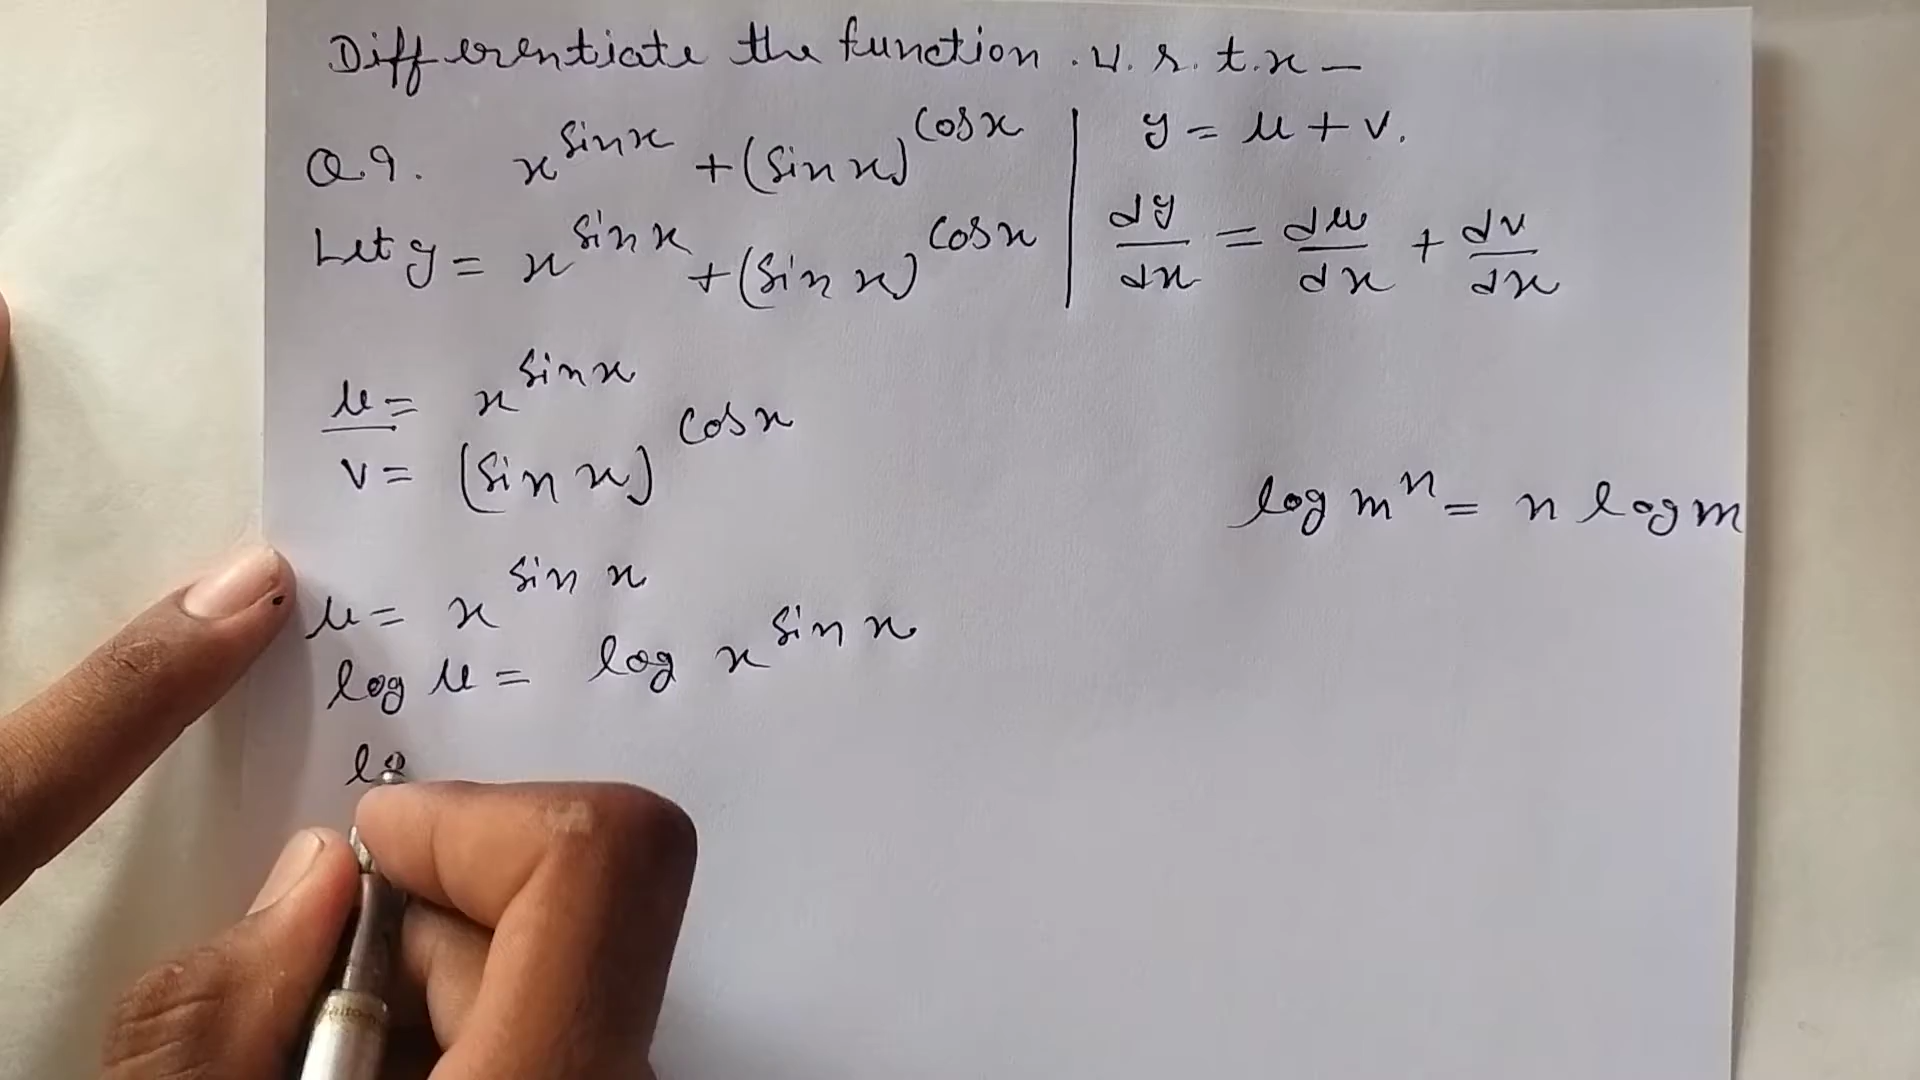 Differentiate the function . w. r. t. x –
Q.9. x^sinx + (sin x)^cosx
Let y = x^sinx + (sin x)^cosx
y = u + v.
dy/dx = du/dx + dv/dx
u = x^sinx
v = (sin x)^cosx
log m^n = n log m
u = x^sin x
log u = log x^sin x
lo